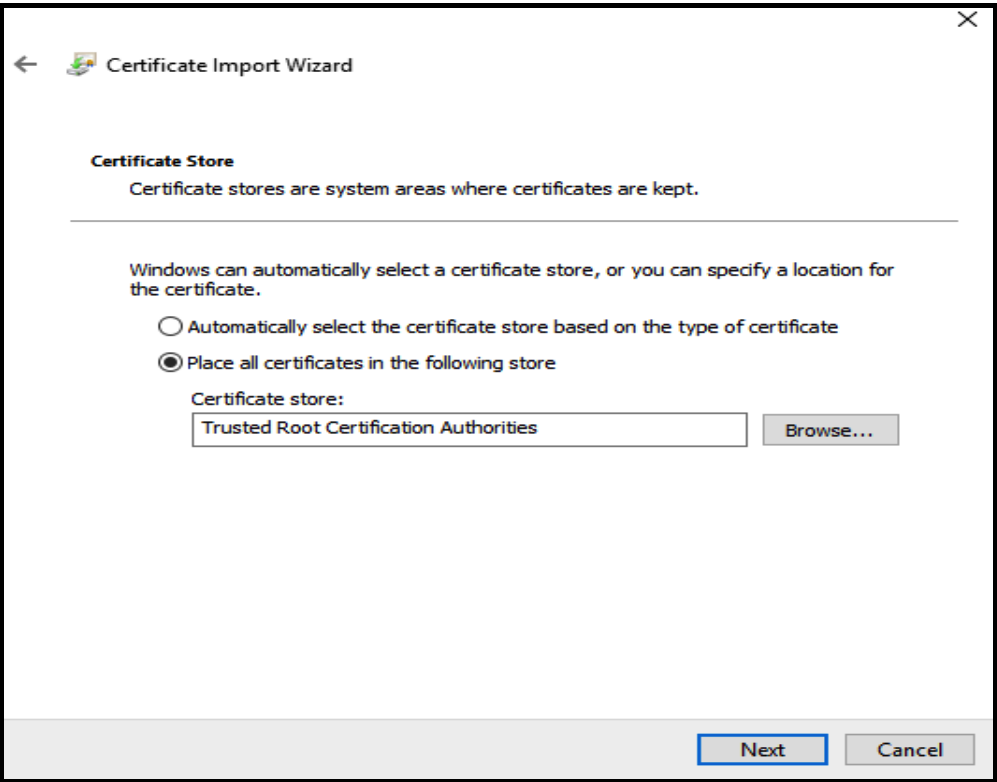 Certificate Import Wizard
Certificate Store
Certificate stores are system areas where certificates are kept.
Windows can automatically select a certificate store, or you can specify a location for
the certificate.
Automatically select the certificate store based on the type of certificate
Place all certificates in the following store
Certificate store:
Trusted Root Certification Authorities
Browse...
Next
Cancel